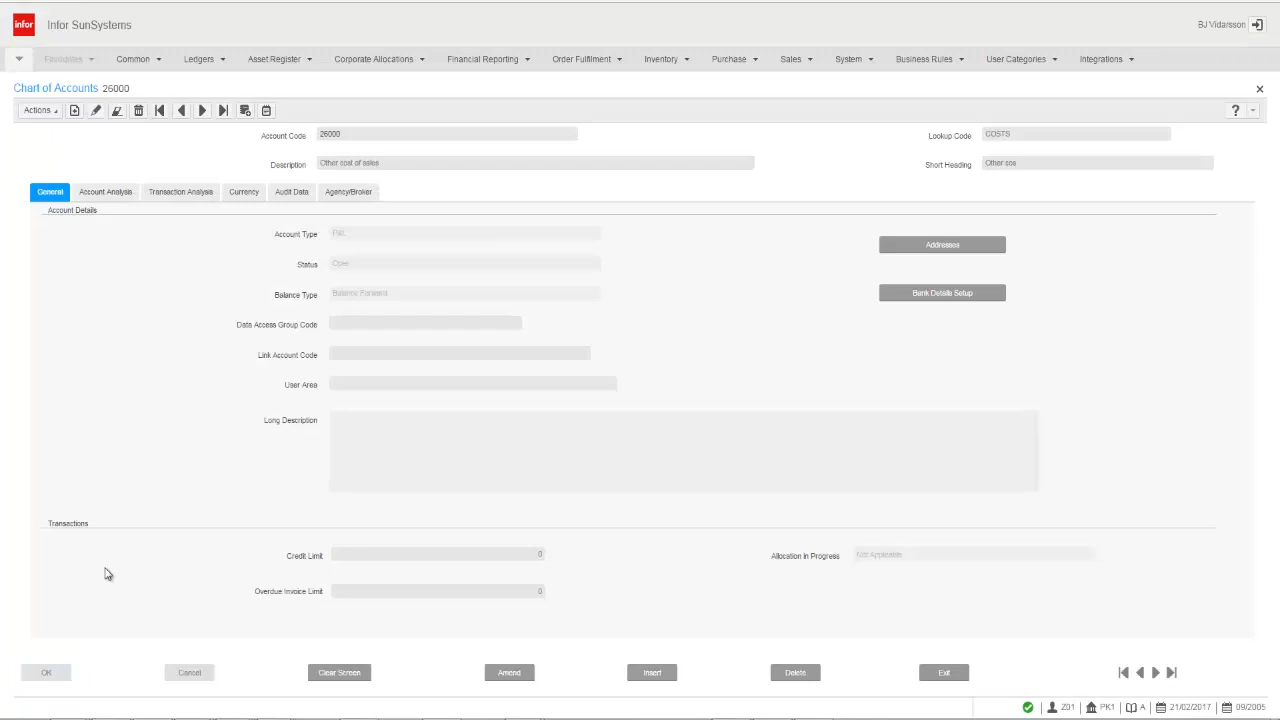 infor Infor SunSystems BJ Vidarsson
Favourites Common Ledgers Asset Register Corporate Allocations Financial Reporting Order Fulfilment Inventory Purchase Sales System Business Rules User Categories Integrations
Chart of Accounts 26000
Actions ?
Account Code 26000 Lookup Code COSTS
Description Other cost of sales Short Heading Other cos
General Account Analysis Transaction Analysis Currency Audit Data Agency/Broker
Account Details
Account Type P&L Addresses
Status Open
Balance Type Balance Forward Bank Details Setup
Data Access Group Code
Link Account Code
User Area
Long Description
Transactions
Credit Limit 0 Allocation in Progress Not Applicable
Overdue Invoice Limit 0
OK Cancel Clear Screen Amend Insert Delete Exit
Z01 PK1 A 21/02/2017 09/2005